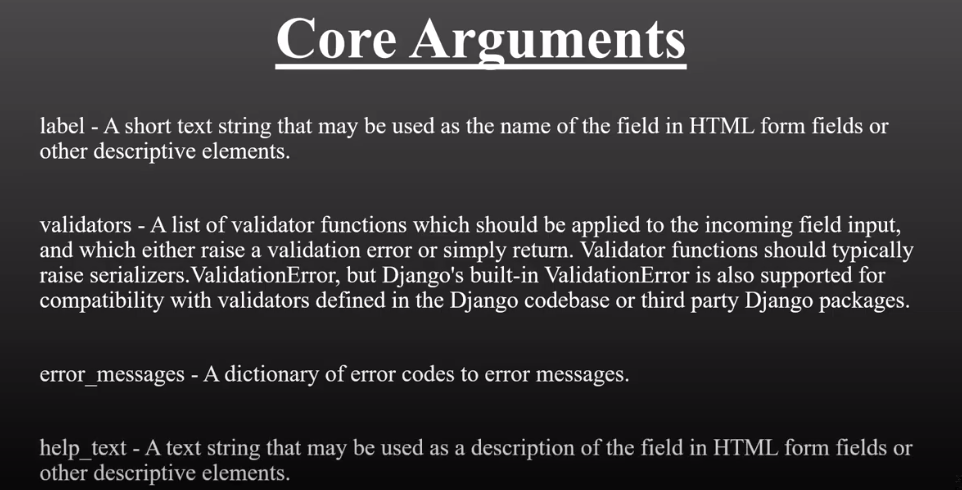 Core Arguments
label - A short text string that may be used as the name of the field in HTML form fields or
other descriptive elements.
validators - A list of validator functions which should be applied to the incoming field input,
and which either raise a validation error or simply return. Validator functions should typically
raise serializers.ValidationError, but Django's built-in ValidationError is also supported for
compatibility with validators defined in the Django codebase or third party Django packages.
error_messages - A dictionary of error codes to error messages.
help_text - A text string that may be used as a description of the field in HTML form fields or
other descriptive elements.